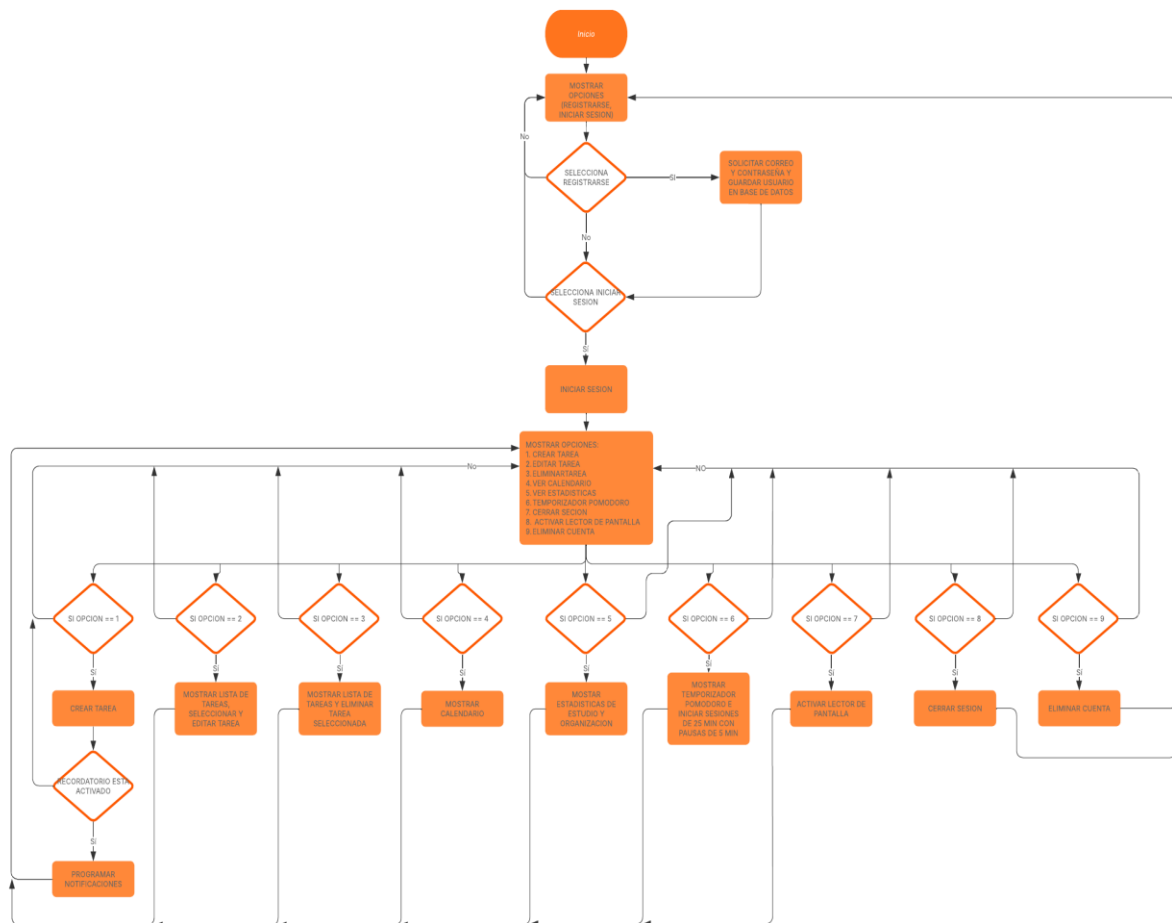 Inicio
MOSTRAR
OPCIONES
(REGISTRARSE,
INICIAR SESION)
No
SELECCIONA
REGISTRARSE
SI
SOLICITAR CORREO
Y CONTRASEÑA Y
GUARDAR USUARIO
EN BASE DE DATOS
No
SELECCIONA INICIAR
SESION
SI
INICIAR SESION
MOSTRAR OPCIONES:
1. CREAR TAREA
2. EDITAR TAREA
3. ELIMINARTAREA
4. VER CALENDARIO
5. VER ESTADISTICAS
6. TEMPORIZADOR POMODORO
7. CERRAR SECION
8. ACTIVAR LECTOR DE PANTALLA
9. ELIMINAR CUENTA
No
NO
SI OPCION == 1
SI OPCION == 2
SI OPCION == 3
SI OPCION == 4
SI OPCION == 5
SI OPCION == 6
SI OPCION == 7
SI OPCION == 8
SI OPCION == 9
SI
SI
SI
SI
SI
SI
SI
SI
SI
CREAR TAREA
MOSTRAR LISTA DE
TAREAS,
SELECCIONAR Y
EDITAR TAREA
MOSTRAR LISTA DE
TAREAS Y ELIMINAR
TAREA
SELECCIONADA
MOSTRAR
CALENDARIO
MOSTAR
ESTADISTICAS DE
ESTUDIO Y
ORGANIZACION
MOSTRAR
TEMPORIZADOR
POMODORO E
INICIAR SESIONES
DE 25 MIN CON
PAUSAS DE 5 MIN
ACTIVAR LECTOR DE
PANTALLA
CERRAR SESION
ELIMINAR CUENTA
RECORDATORIO ESTA
ACTIVADO
SI
PROGRAMAR
NOTIFICACIONES